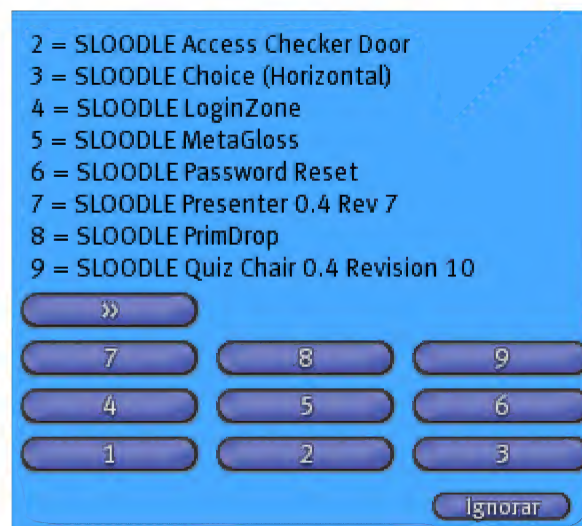 2 = SLOODLE Access Checker Door
3 = SLOODLE Choice (Horizontal)
4 = SLOODLE LoginZone
5 = SLOODLE MetaGloss
6 = SLOODLE Password Reset
7 = SLOODLE Presenter 0.4 Rev 7
8 = SLOODLE PrimDrop
9 = SLOODLE Quiz Chair 0.4 Revision 10
>>
7 8 9
4 5 6
1 2 3
Ignorar